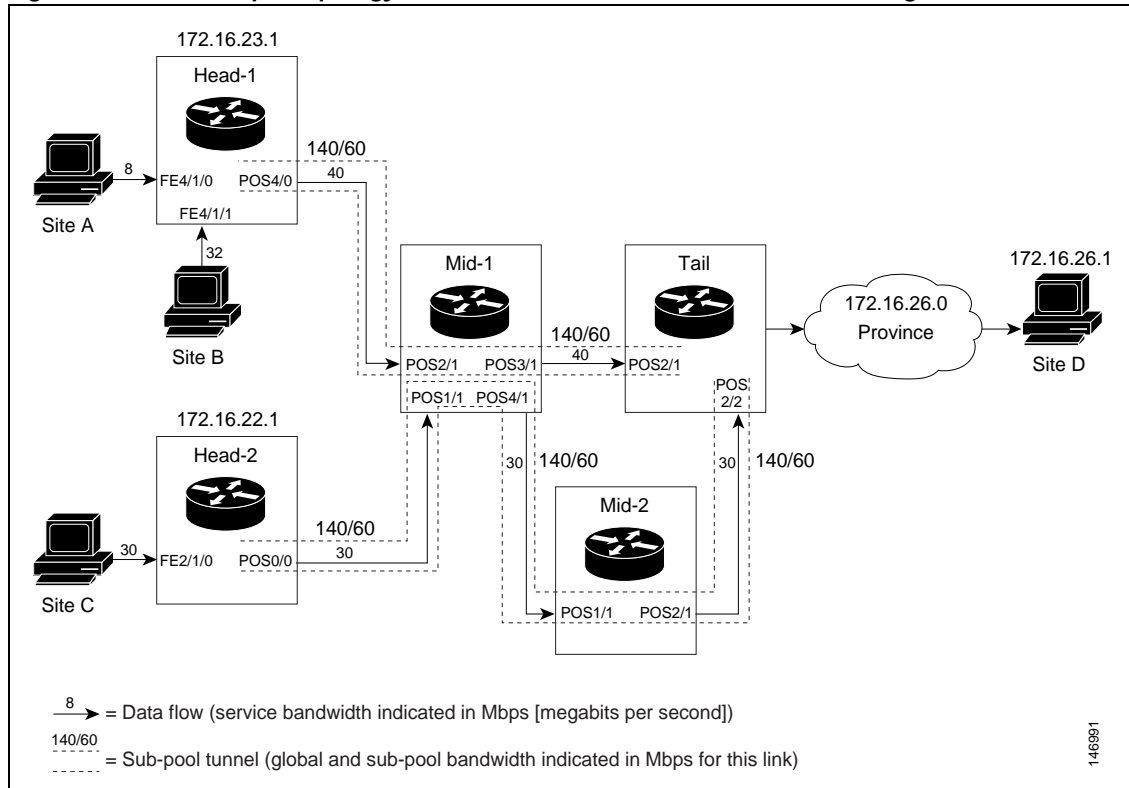 172.16.23.1
Head-1
140/60
8
FE4/1/0
POS4/0
40
Site A
FE4/1/1
32
Site B
Mid-1
Tail
172.16.26.1
172.16.26.0
Province
140/60
POS2/1
POS3/1
40
POS2/1
Site D
POS1/1
POS4/1
POS
2/2
172.16.22.1
Head-2
30
140/60
30
140/60
Mid-2
140/60
30
FE2/1/0
POS0/0
30
Site C
POS1/1
POS2/1
8
= Data flow (service bandwidth indicated in Mbps [megabits per second])
140/60
= Sub-pool tunnel (global and sub-pool bandwidth indicated in Mbps for this link)
146991